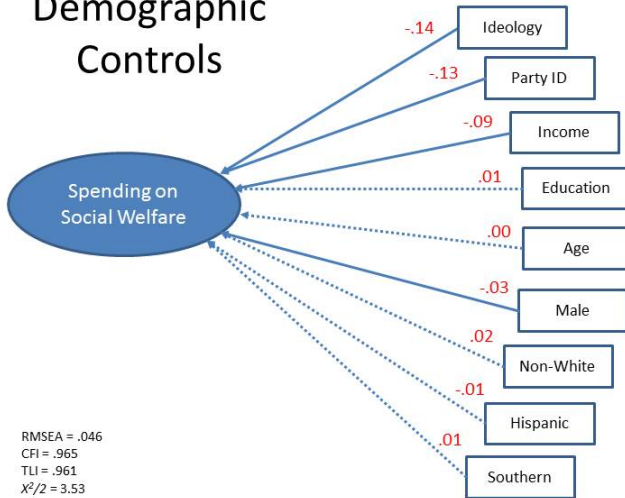 Demographic
Controls
-.14
Ideology
-.13
Party ID
-.09
Income
.01
Education
Spending on
Social Welfare
.00
Age
-.03
Male
.02
Non-White
-.01
Hispanic
.01
Southern
RMSEA = .046
CFI = .965
TLI = .961
X²/2 = 3.53